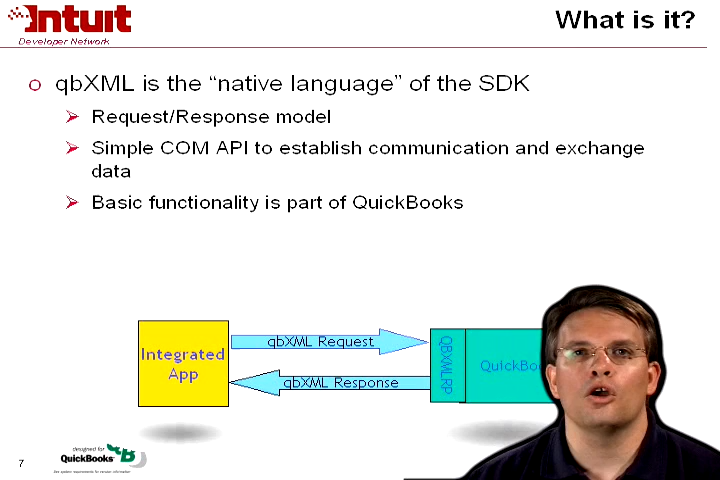 Intuit
Developer Network
What is it?
o qbXML is the “native language” of the SDK
Request/Response model
Simple COM API to establish communication and exchange
data
Basic functionality is part of QuickBooks
Integrated
App
qbXML Request
qbXML Response
QBXMLRP
7
designed for
QuickBooks